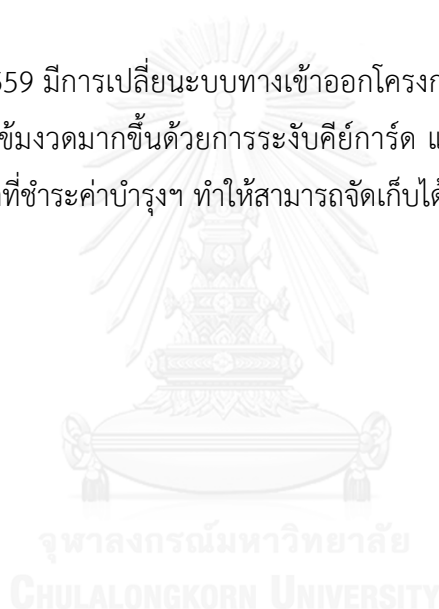 559 มีการเปลี่ยนะบบทางเข้าออกโครงก
ข้มงวดมากขึ้นด้วยการระงับคีย์การ์ด แ
ที่ชำระค่าบำรุงฯ ทำให้สามารถจัดเก็บได้
จุฬาลงกรณ์มหาวิทยาลัย
CHULALONGKORN UNIVERSITY